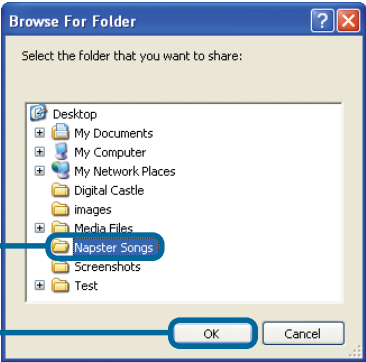 Browse For Folder
Select the folder that you want to share:
Desktop
My Documents
My Computer
My Network Places
Digital Castle
images
Media Files
Napster Songs
Screenshots
Test
OK Cancel